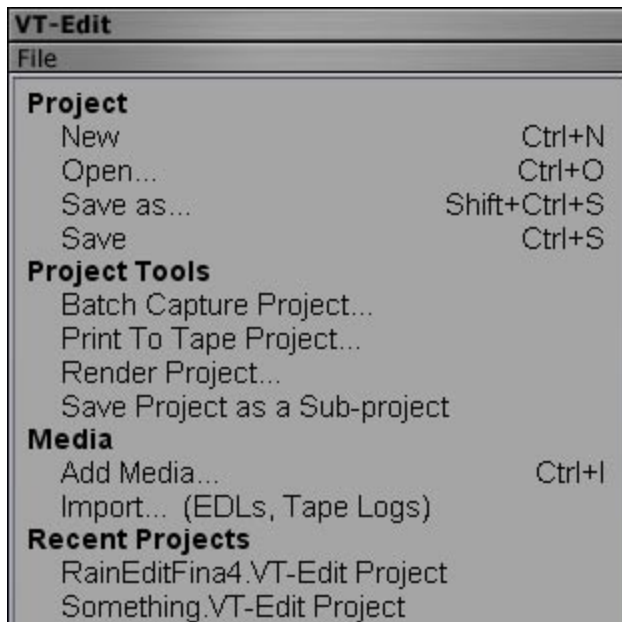 VT-Edit
File
Project
New Ctrl+N
Open... Ctrl+O
Save as... Shift+Ctrl+S
Save Ctrl+S
Project Tools
Batch Capture Project...
Print To Tape Project...
Render Project...
Save Project as a Sub-project
Media
Add Media... Ctrl+I
Import... (EDLs, Tape Logs)
Recent Projects
RainEditFina4.VT-Edit Project
Something.VT-Edit Project